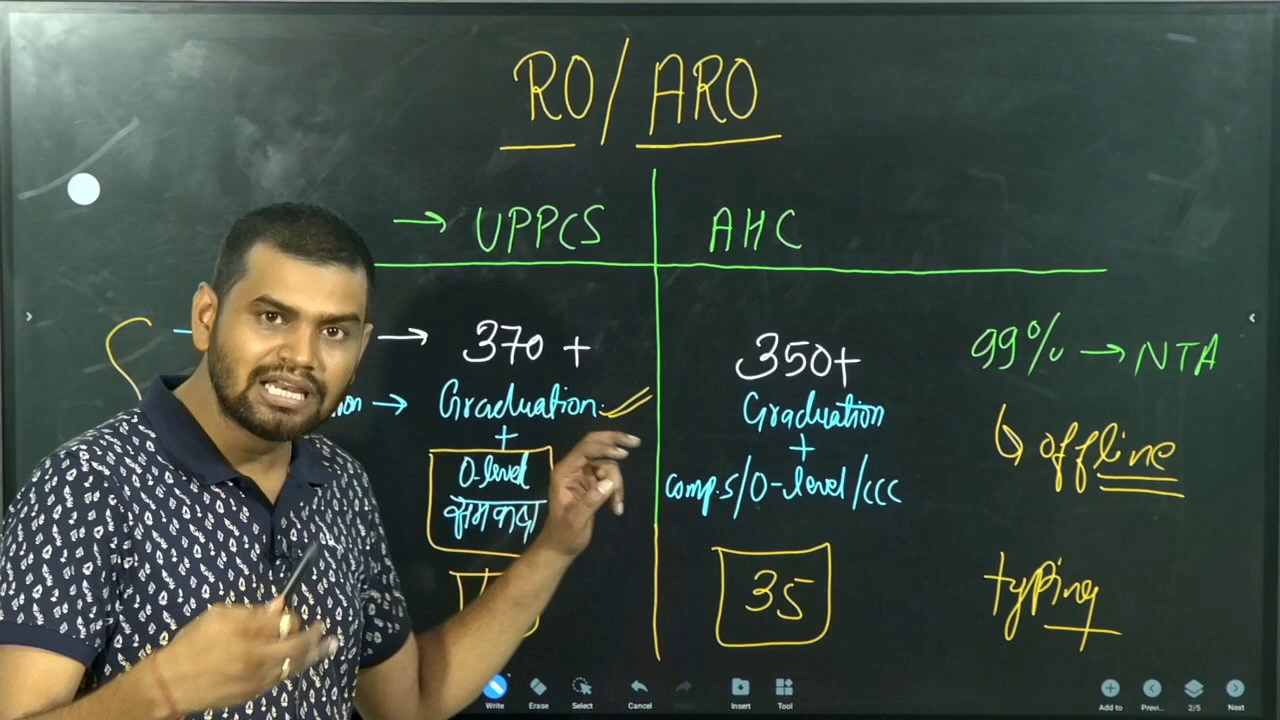 RO/ARO
→ UPPCS
AHC
→ 370 +
350+
99% → NTA
→ Graduation
Graduation
offline
+
+
O-level
comp.s/O-level/CCC
समकक्ष
35
typing
Write
Erase
Select
Cancel
Insert
Tool
Add to
Previ..
2/5
Next